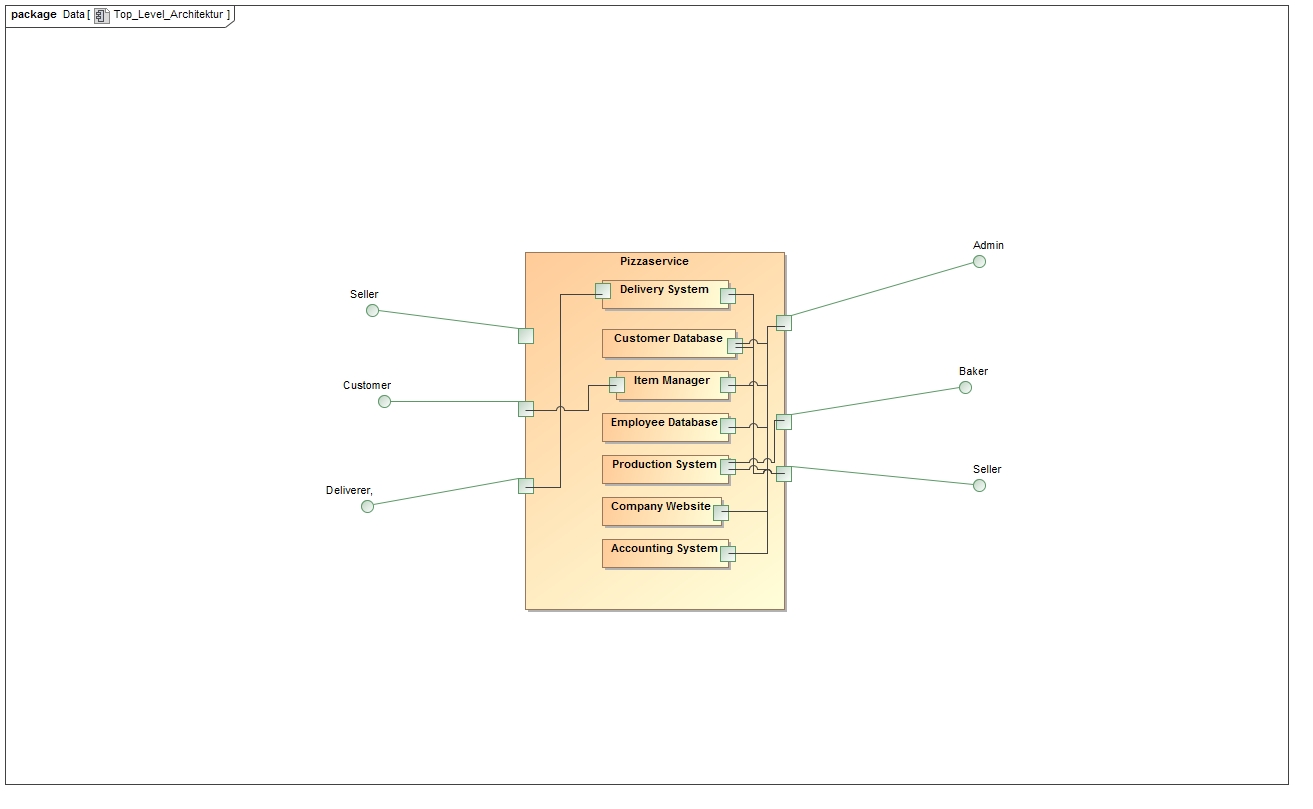 package Data [ Top_Level_Architektur ]
Pizzaservice
Delivery System
Customer Database
Item Manager
Employee Database
Production System
Company Website
Accounting System
Seller
Customer
Deliverer,
Admin
Baker
Seller